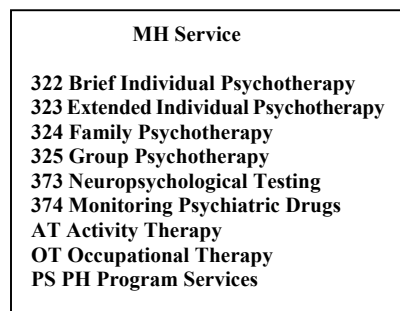 MH Service
322 Brief Individual Psychotherapy
323 Extended Individual Psychotherapy
324 Family Psychotherapy
325 Group Psychotherapy
373 Neuropsychological Testing
374 Monitoring Psychiatric Drugs
AT Activity Therapy
OT Occupational Therapy
PS PH Program Services